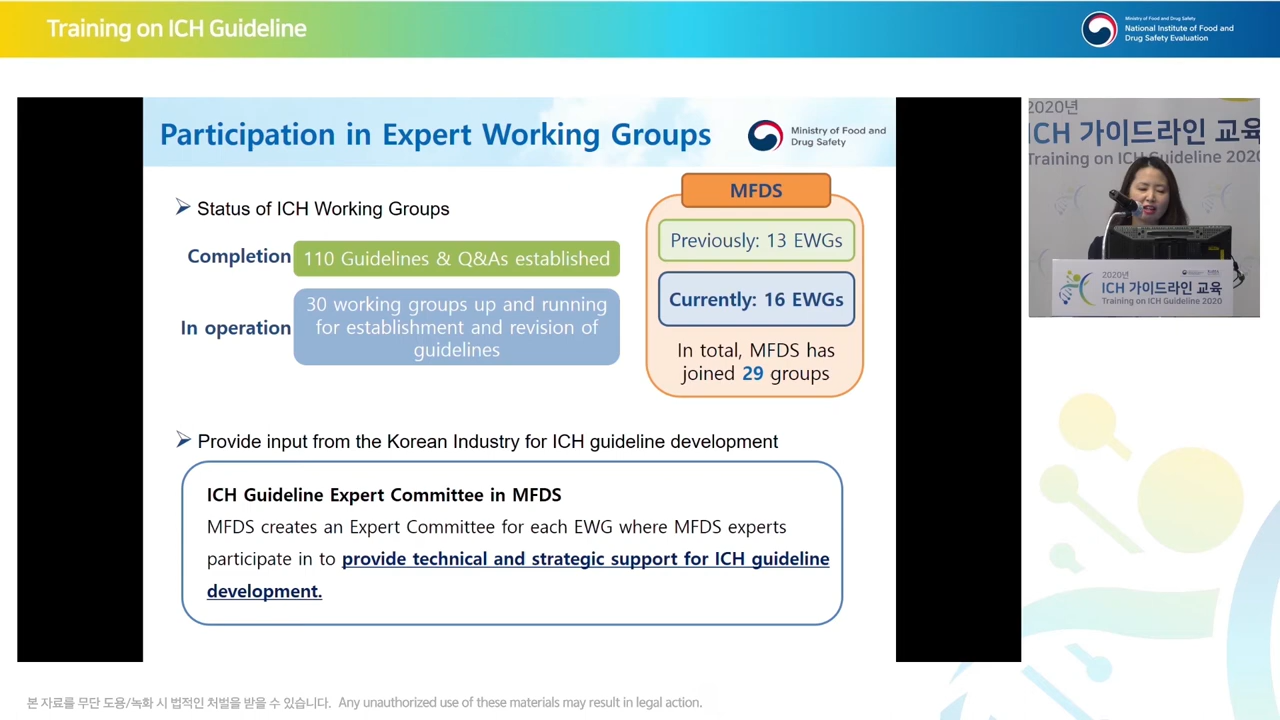 Training on ICH Guideline
Ministry of Food and Drug Safety
National Institute of Food and
Drug Safety Evaluation
Participation in Expert Working Groups
Ministry of Food and
Drug Safety
Status of ICH Working Groups
Completion
110 Guidelines & Q&As established
In operation
30 working groups up and running
for establishment and revision of
guidelines
MFDS
Previously: 13 EWGs
Currently: 16 EWGs
In total, MFDS has
joined 29 groups
Provide input from the Korean Industry for ICH guideline development
ICH Guideline Expert Committee in MFDS
MFDS creates an Expert Committee for each EWG where MFDS experts
participate in to provide technical and strategic support for ICH guideline
development.
2020년
ICH 가이드라인 교육
Training on ICH Guideline 2020
2020년
ICH 가이드라인 교육
Training on ICH Guideline 2020
본 자료를 무단 도용/녹화 시 법적인 처벌을 받을 수 있습니다. Any unauthorized use of these materials may result in legal action.